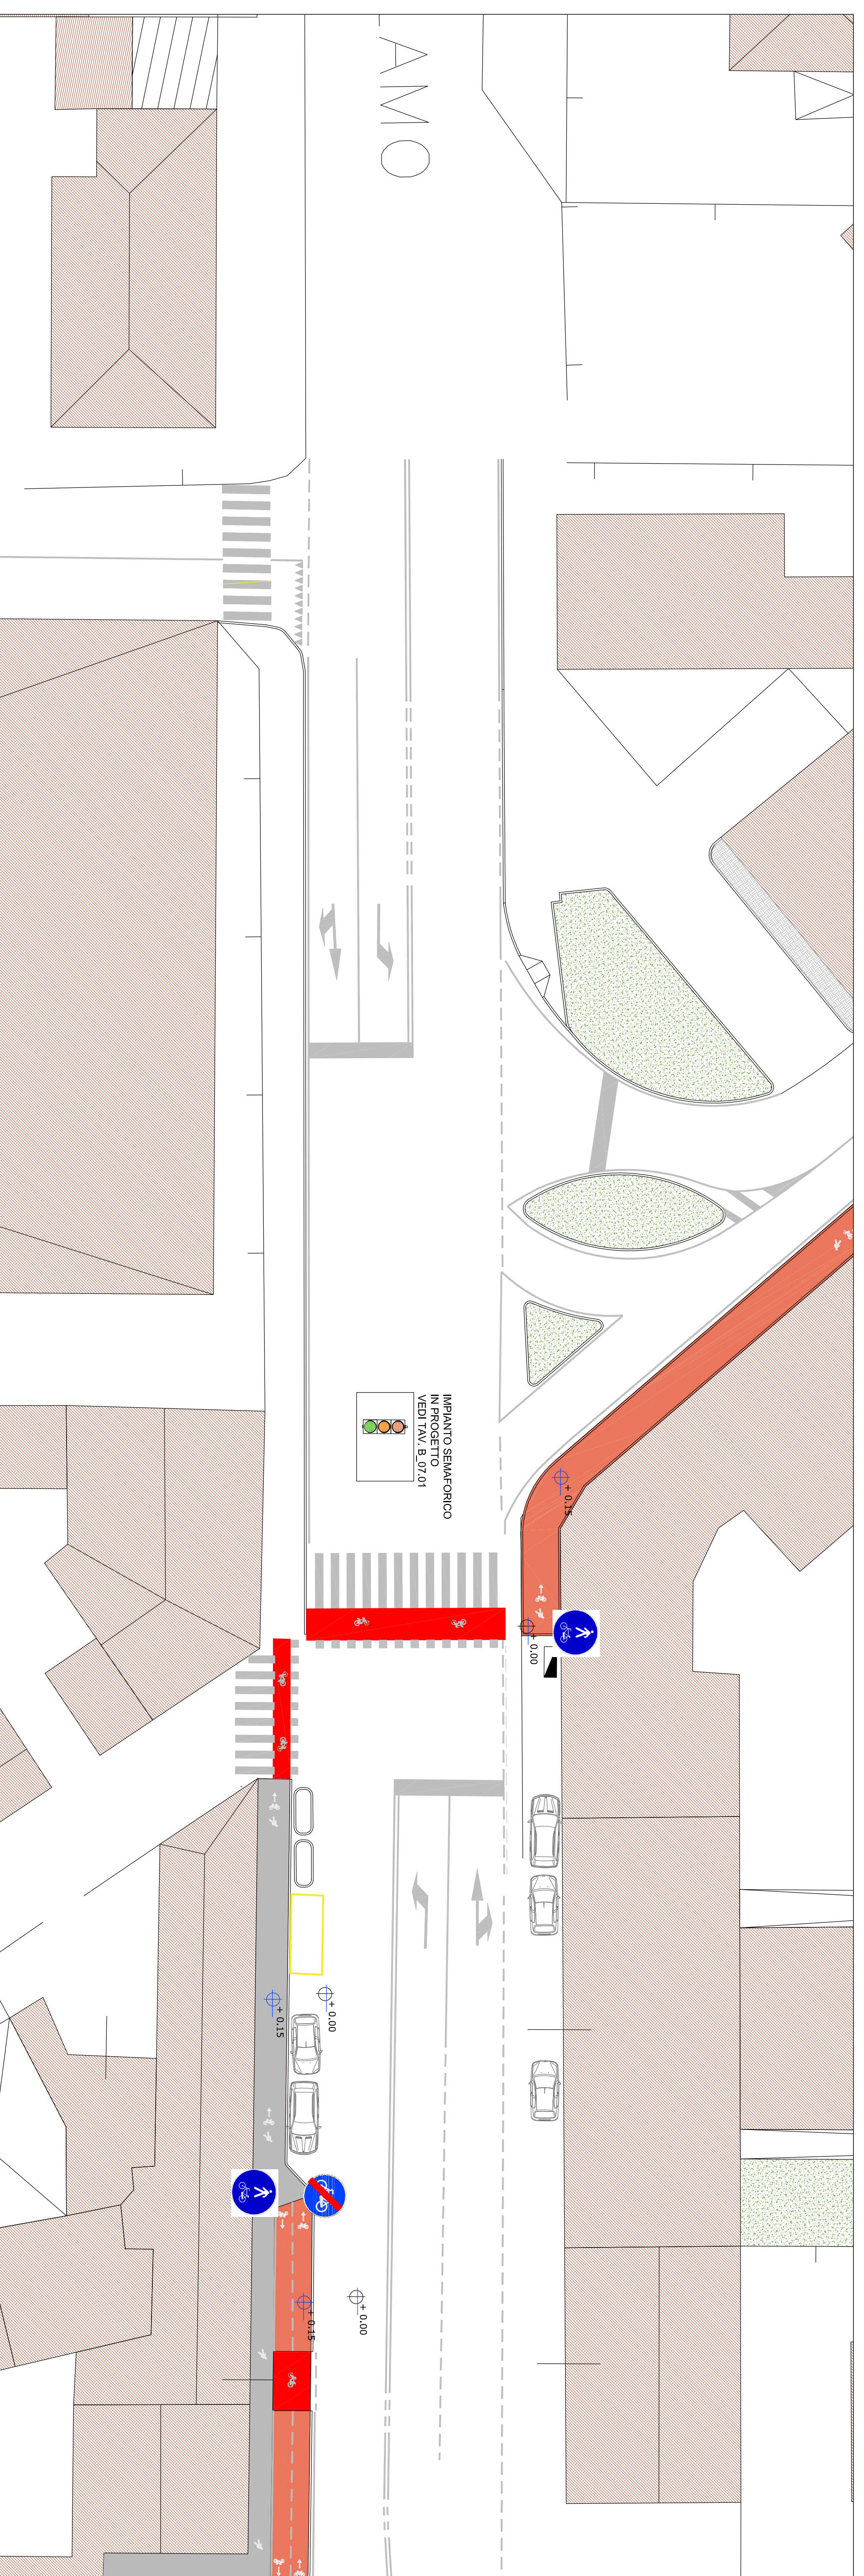 AMO
IMPIANTO SEMAFORICO
IN PROGETTO
VEDI TAV. B_07.01
+ 0.15
+ 0.00
+ 0.00
+ 0.15
+ 0.00
+ 0.15